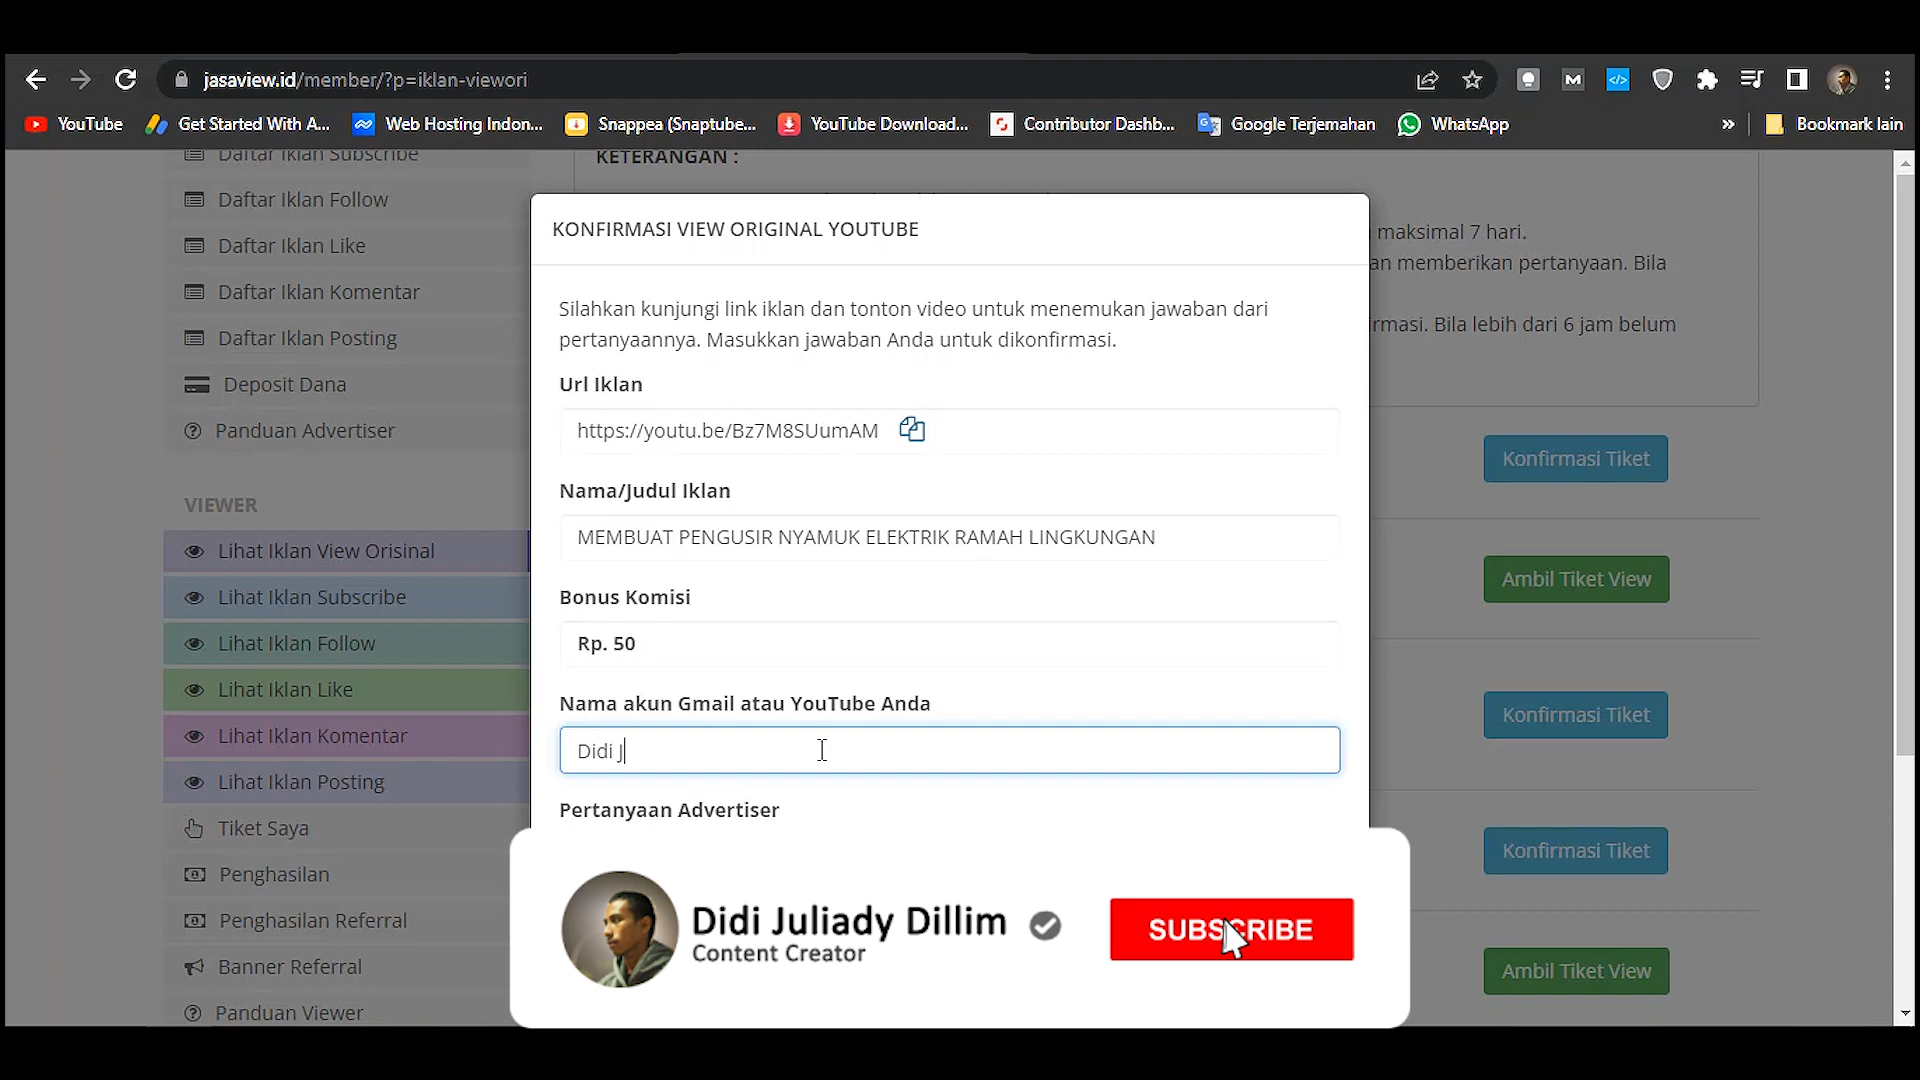 jasaview.id/member/?p=iklan-viewori
YouTube
Get Started With A...
Web Hosting Indon...
Snappea (Snaptube...
YouTube Download...
Contributor Dashb...
Google Terjemahan
WhatsApp
»
Bookmark lain
Daftar Iklan Subscribe
Daftar Iklan Follow
Daftar Iklan Like
Daftar Iklan Komentar
Daftar Iklan Posting
Deposit Dana
Panduan Advertiser
VIEWER
Lihat Iklan View Orisinal
Lihat Iklan Subscribe
Lihat Iklan Follow
Lihat Iklan Like
Lihat Iklan Komentar
Lihat Iklan Posting
Tiket Saya
Penghasilan
Penghasilan Referral
Banner Referral
Panduan Viewer
KETERANGAN :
maksimal 7 hari.
an memberikan pertanyaan. Bila
rmasi. Bila lebih dari 6 jam belum
KONFIRMASI VIEW ORIGINAL YOUTUBE
Silahkan kunjungi link iklan dan tonton video untuk menemukan jawaban dari
pertanyaannya. Masukkan jawaban Anda untuk dikonfirmasi.
Url Iklan
https://youtu.be/Bz7M8SUumAM
Nama/Judul Iklan
MEMBUAT PENGUSIR NYAMUK ELEKTRIK RAMAH LINGKUNGAN
Bonus Komisi
Rp. 50
Nama akun Gmail atau YouTube Anda
Didi J
Pertanyaan Advertiser
Konfirmasi Tiket
Ambil Tiket View
Konfirmasi Tiket
Konfirmasi Tiket
Ambil Tiket View
Didi Juliady Dillim
Content Creator
SUBSCRIBE